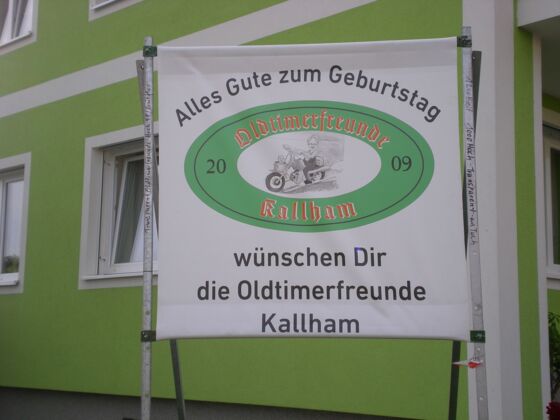 Alles Gute zum Geburtstag
Oldtimerfreunde
20 09
Kallham
wünschen Dir
die Oldtimerfreunde
Kallham